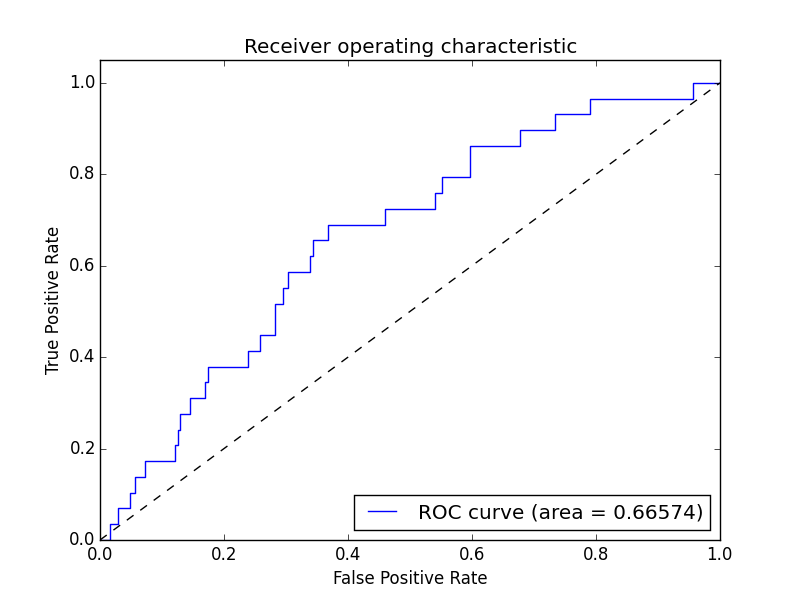 Receiver operating characteristic
1.0
0.8
0.6
0.4
0.2
0.0
True Positive Rate
ROC curve (area = 0.66574)
0.0 0.2 0.4 0.6 0.8 1.0
False Positive Rate